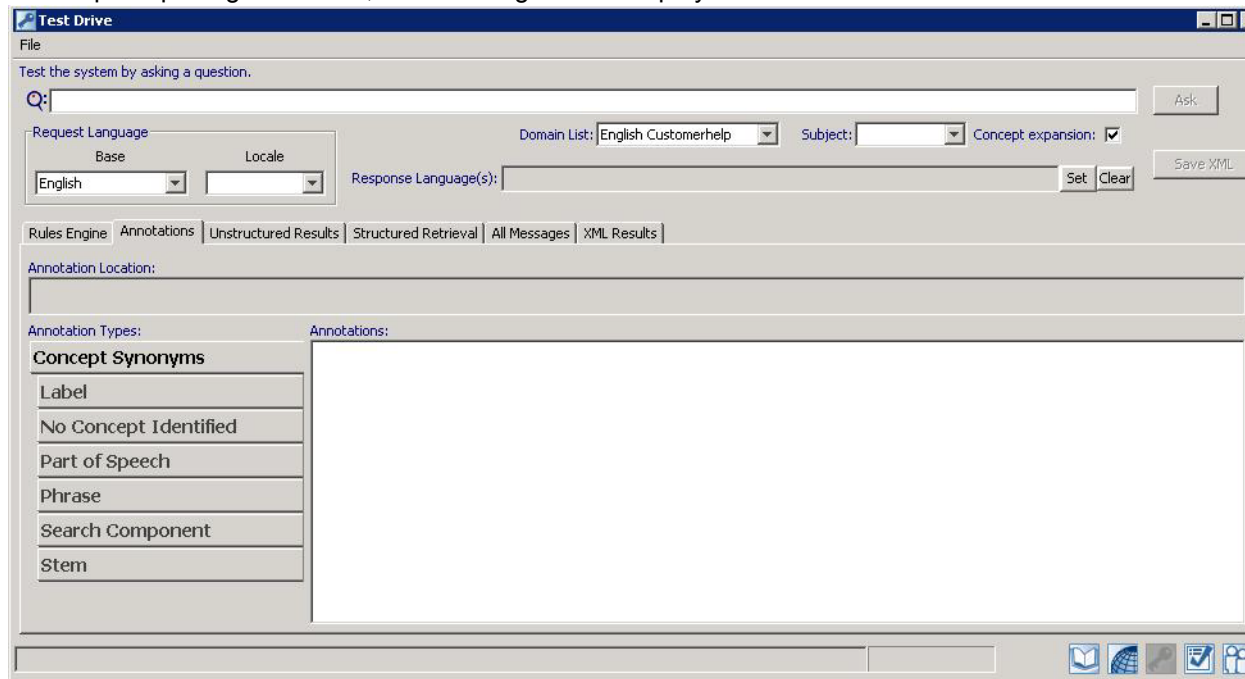 Test Drive
File
Test the system by asking a question.
Q: Ask
Request Language Domain List: English Customerhelp Subject: Concept expansion:
Base Locale Save XML
English Response Language(s): Set Clear
Rules Engine Annotations Unstructured Results Structured Retrieval All Messages XML Results
Annotation Location:
Annotation Types: Annotations:
Concept Synonyms
Label
No Concept Identified
Part of Speech
Phrase
Search Component
Stem